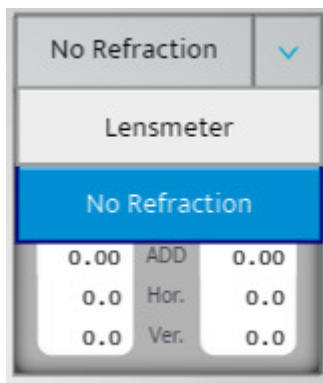 No Refraction
Lensmeter
No Refraction
0.00 ADD 0.00
0.0 Hor. 0.0
0.0 Ver. 0.0